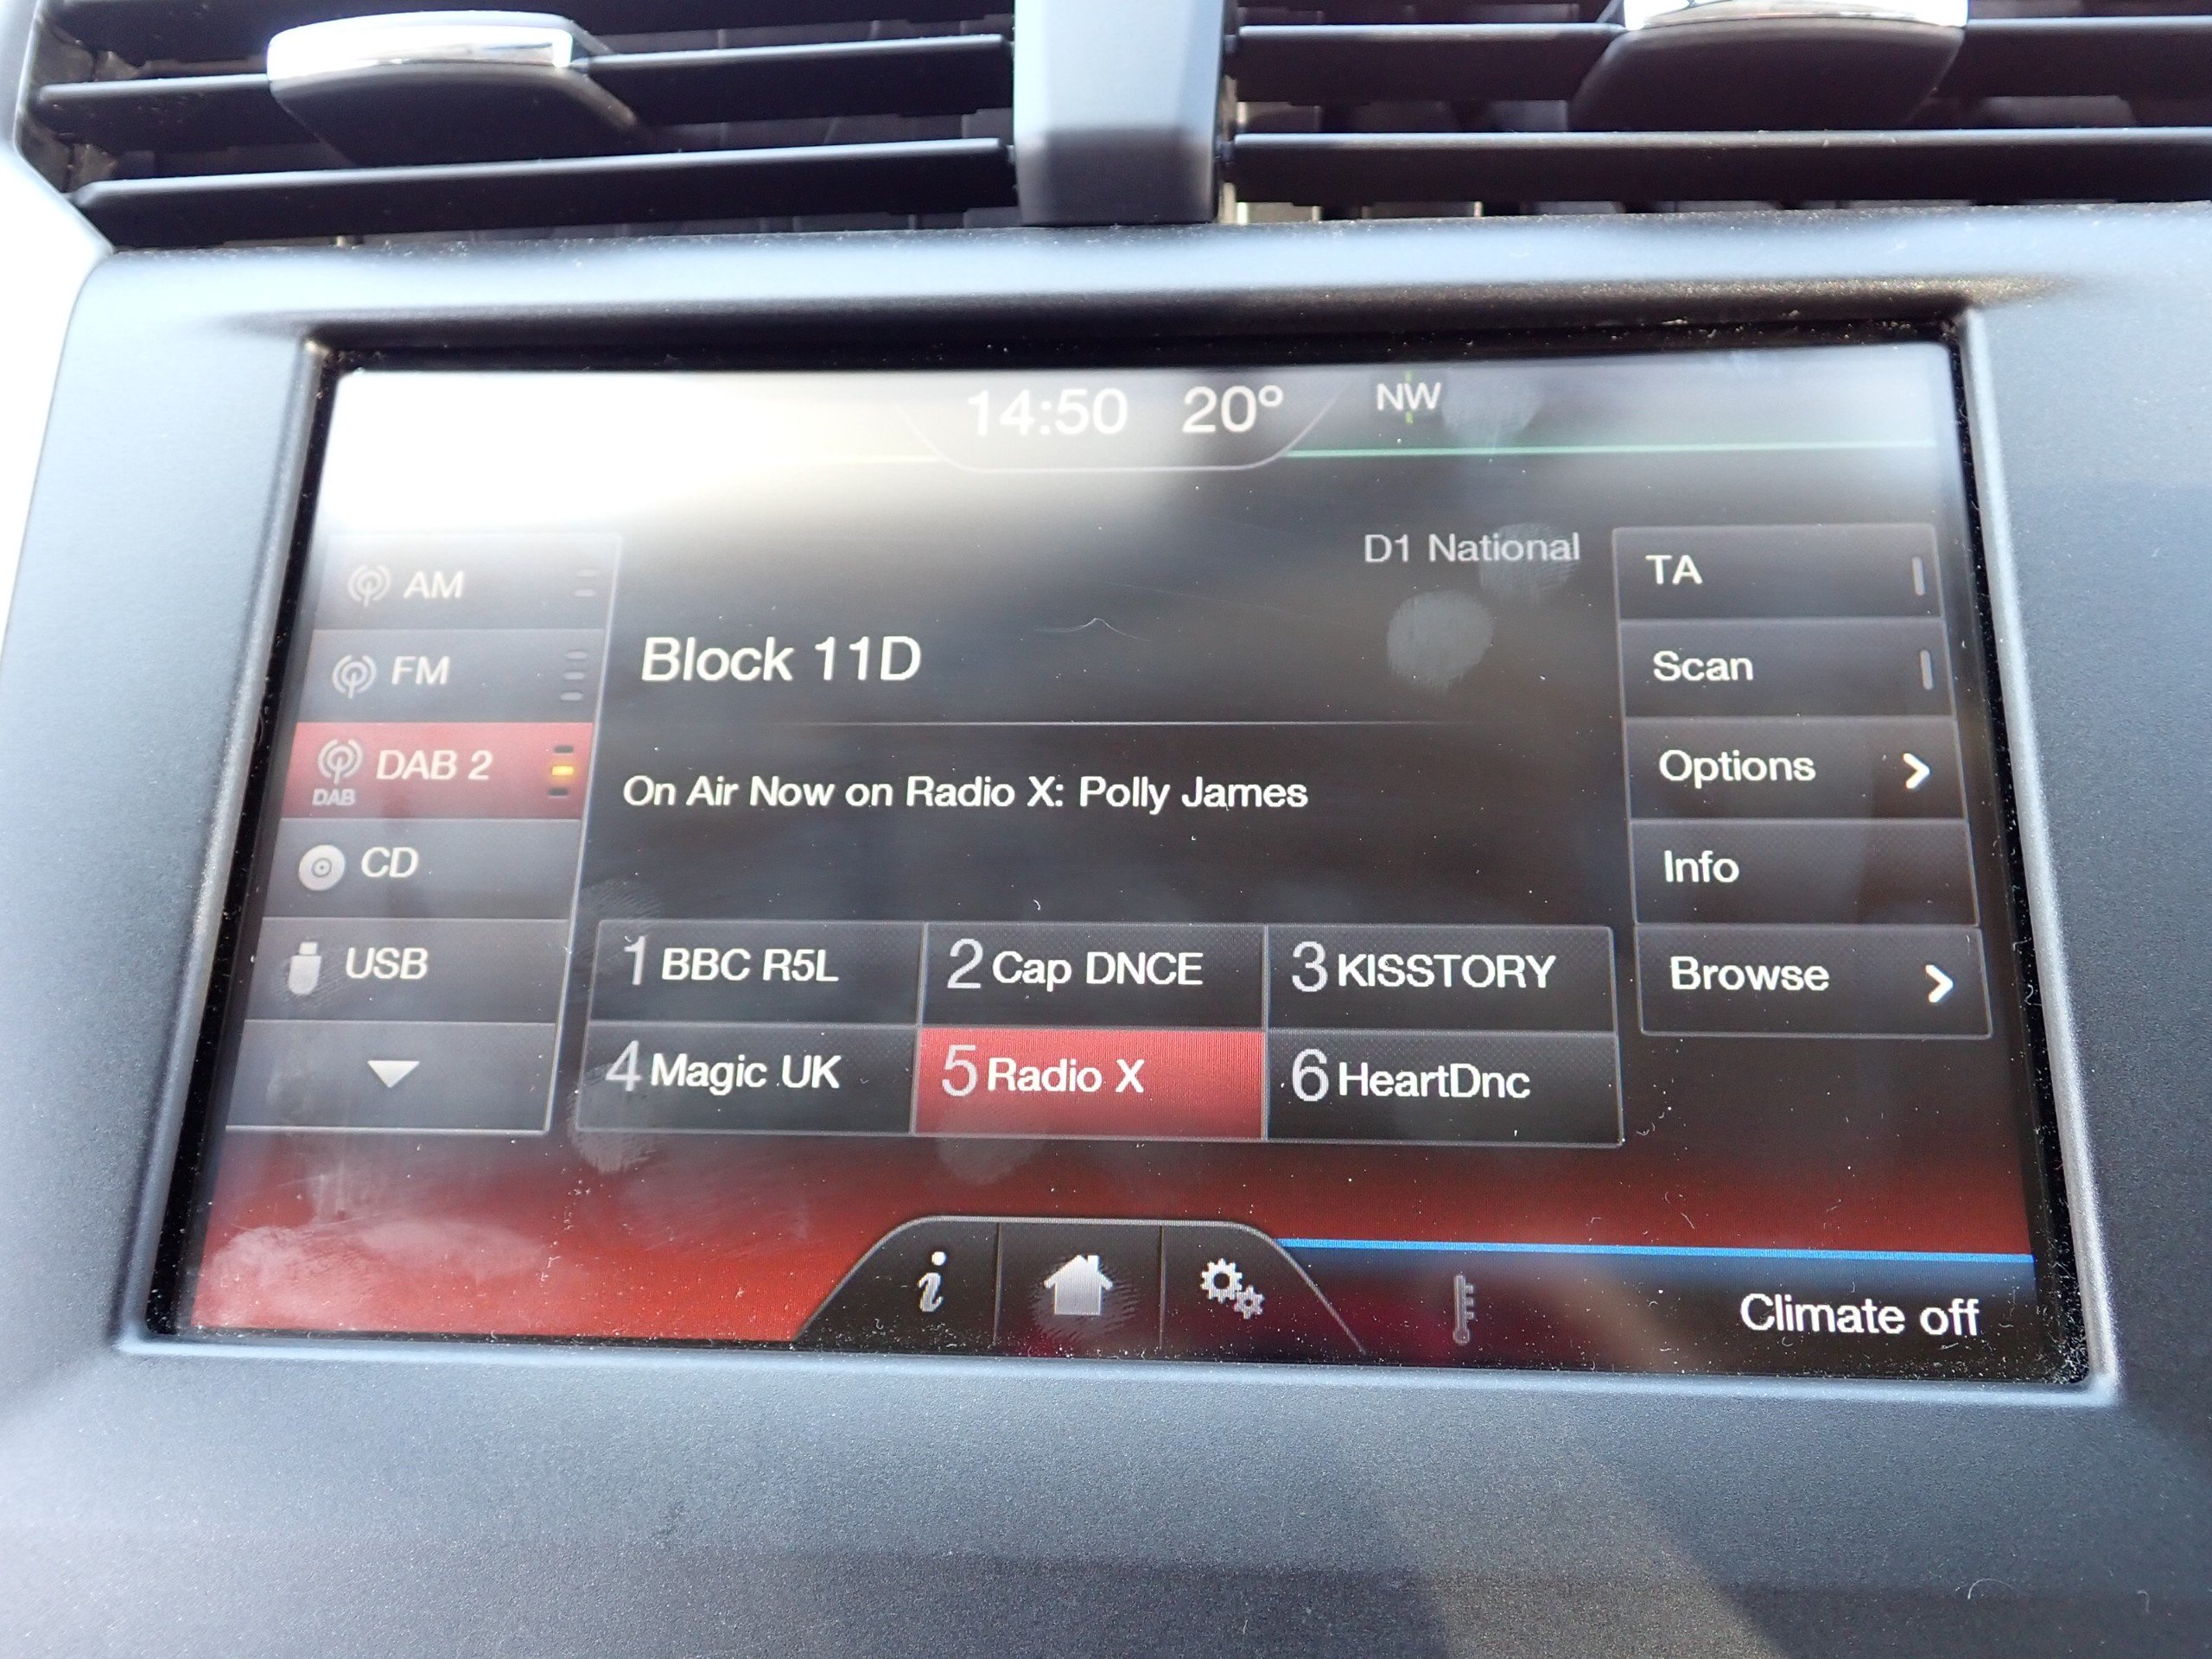 14:50 20° NW
D1 National
Block 11D
On Air Now on Radio X: Polly James
AM
FM
DAB 2
DAB
CD
USB
1 BBC R5L
2 Cap DNCE
3 KISSTORY
4 Magic UK
5 Radio X
6 HeartDnc
TA
Scan
Options
Info
Browse
i
Climate off